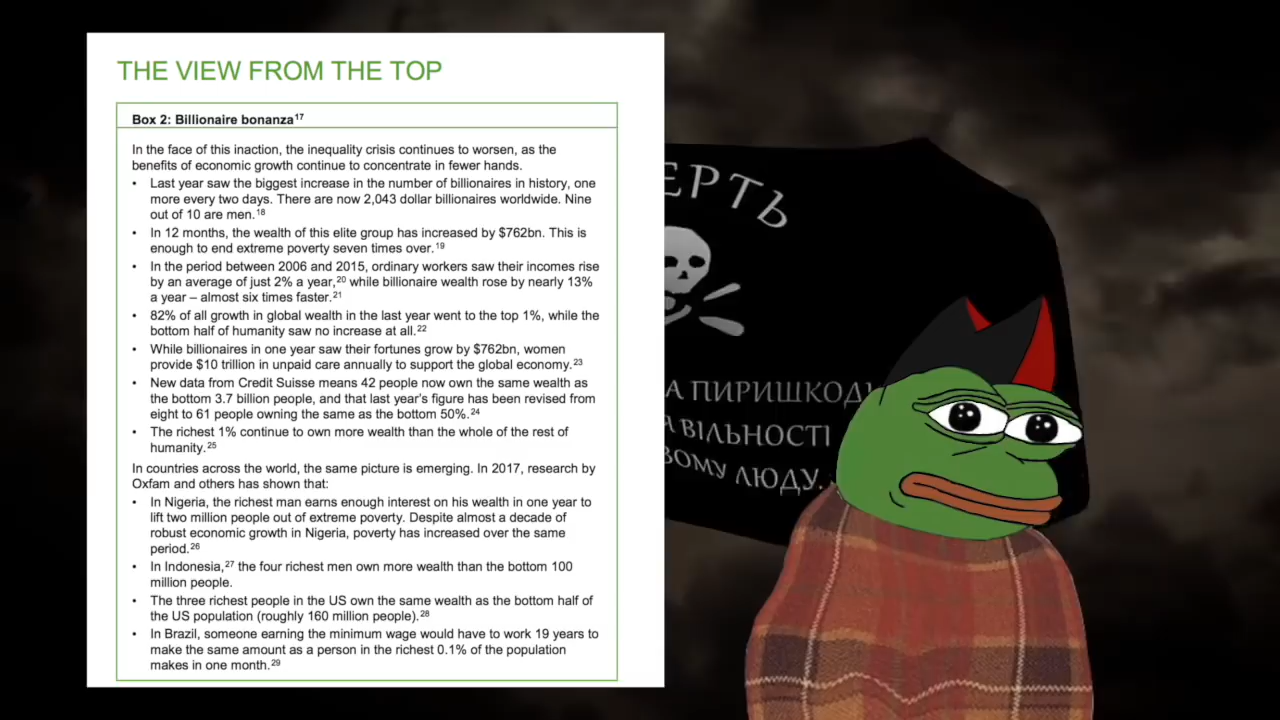 THE VIEW FROM THE TOP
Box 2: Billionaire bonanza17
In the face of this inaction, the inequality crisis continues to worsen, as the
benefits of economic growth continue to concentrate in fewer hands.
• Last year saw the biggest increase in the number of billionaires in history, one
more every two days. There are now 2,043 dollar billionaires worldwide. Nine
out of 10 are men.18
• In 12 months, the wealth of this elite group has increased by $762bn. This is
enough to end extreme poverty seven times over.19
• In the period between 2006 and 2015, ordinary workers saw their incomes rise
by an average of just 2% a year,20 while billionaire wealth rose by nearly 13%
a year – almost six times faster.21
• 82% of all growth in global wealth in the last year went to the top 1%, while the
bottom half of humanity saw no increase at all.22
• While billionaires in one year saw their fortunes grow by $762bn, women
provide $10 trillion in unpaid care annually to support the global economy.23
• New data from Credit Suisse means 42 people now own the same wealth as
the bottom 3.7 billion people, and that last year's figure has been revised from
eight to 61 people owning the same as the bottom 50%.24
• The richest 1% continue to own more wealth than the whole of the rest of
humanity.25
In countries across the world, the same picture is emerging. In 2017, research by
Oxfam and others has shown that:
• In Nigeria, the richest man earns enough interest on his wealth in one year to
lift two million people out of extreme poverty. Despite almost a decade of
robust economic growth in Nigeria, poverty has increased over the same
period.26
• In Indonesia,27 the four richest men own more wealth than the bottom 100
million people.
• The three richest people in the US own the same wealth as the bottom half of
the US population (roughly 160 million people).28
• In Brazil, someone earning the minimum wage would have to work 19 years to
make the same amount as a person in the richest 0.1% of the population
makes in one month.29
ЕРТЬ
А ПИРИШКОДИ
ВІЛЬНОСТІ
ВОМУ ЛЮДУ.